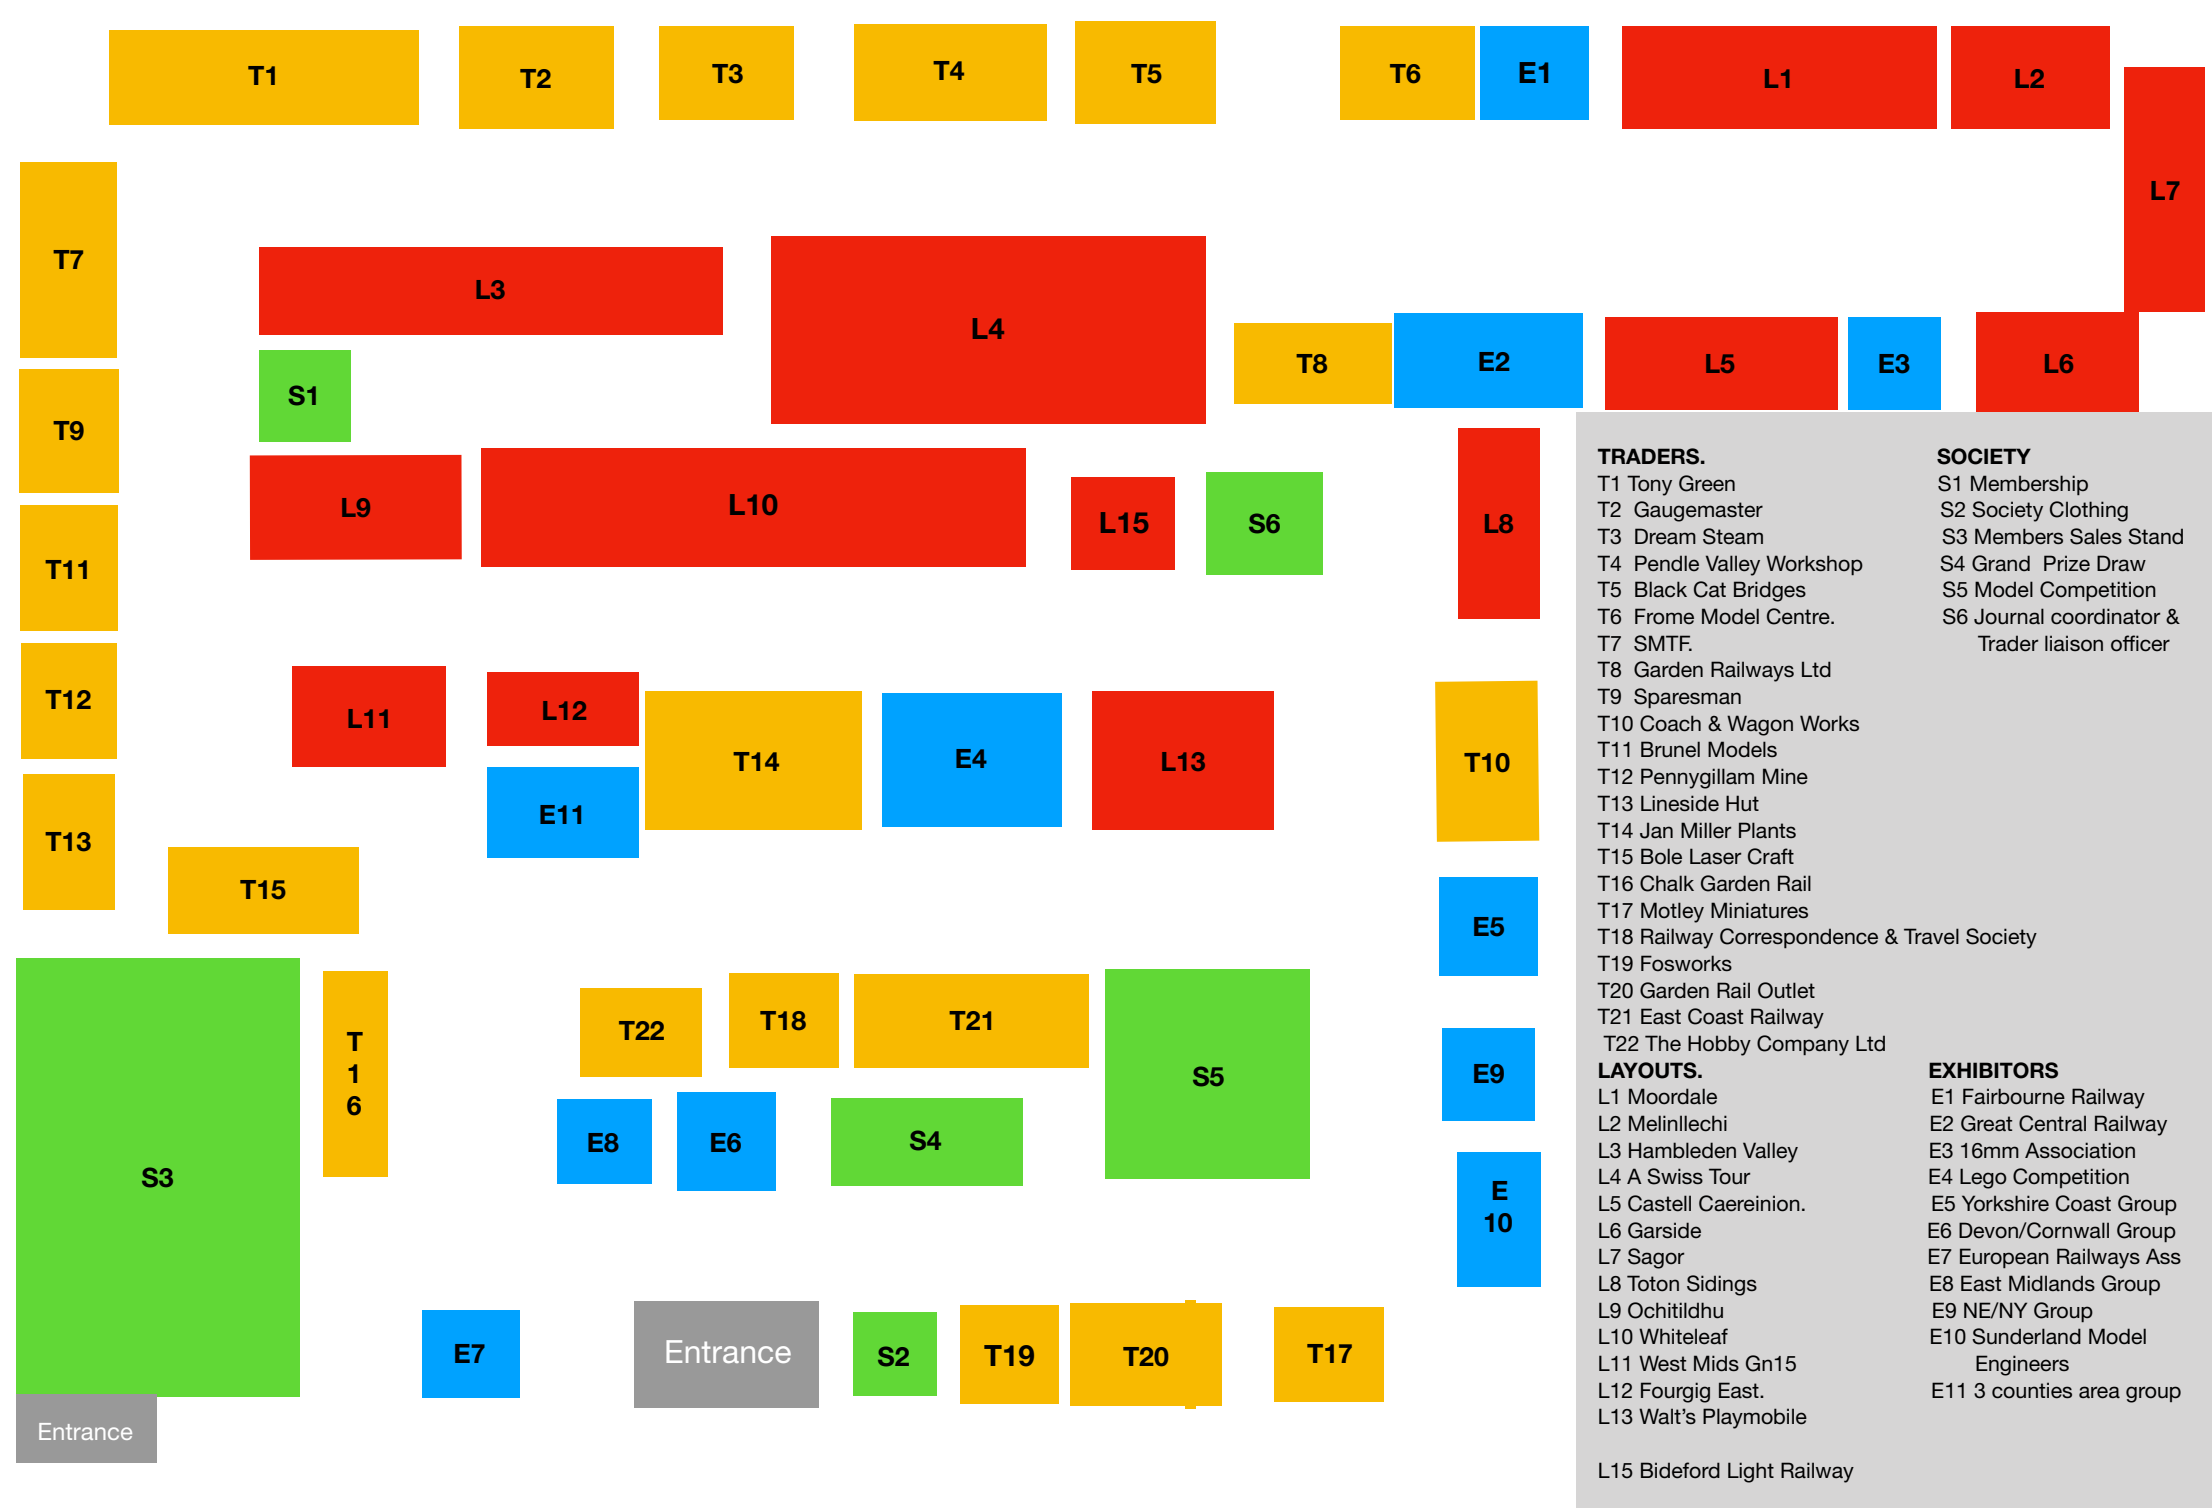 T1
T2
T3
T4
T5
T6
E1
L1
L2
L7
T7
L3
L4
T8
E2
L5
E3
L6
S1
T9
L9
L10
L15
S6
L8
T11
T12
L11
L12
T14
E4
L13
T10
E11
T13
T15
E5
T
1
6
T22
T18
T21
S5
E9
E8
E6
S4
S3
E
10
E7
Entrance
S2
T19
T20
T17
Entrance
TRADERS.
T1 Tony Green
T2 Gaugemaster
T3 Dream Steam
T4 Pendle Valley Workshop
T5 Black Cat Bridges
T6 Frome Model Centre.
T7 SMTF.
T8 Garden Railways Ltd
T9 Sparesman
T10 Coach & Wagon Works
T11 Brunel Models
T12 Pennygillam Mine
T13 Lineside Hut
T14 Jan Miller Plants
T15 Bole Laser Craft
T16 Chalk Garden Rail
T17 Motley Miniatures
T18 Railway Correspondence & Travel Society
T19 Fosworks
T20 Garden Rail Outlet
T21 East Coast Railway
T22 The Hobby Company Ltd
SOCIETY
S1 Membership
S2 Society Clothing
S3 Members Sales Stand
S4 Grand Prize Draw
S5 Model Competition
S6 Journal coordinator &
Trader liaison officer
LAYOUTS.
L1 Moordale
L2 Melinllechi
L3 Hambleden Valley
L4 A Swiss Tour
L5 Castell Caereinion.
L6 Garside
L7 Sagor
L8 Toton Sidings
L9 Ochitildhu
L10 Whiteleaf
L11 West Mids Gn15
L12 Fourgig East.
L13 Walt's Playmobile
L15 Bideford Light Railway
EXHIBITORS
E1 Fairbourne Railway
E2 Great Central Railway
E3 16mm Association
E4 Lego Competition
E5 Yorkshire Coast Group
E6 Devon/Cornwall Group
E7 European Railways Ass
E8 East Midlands Group
E9 NE/NY Group
E10 Sunderland Model
Engineers
E11 3 counties area group